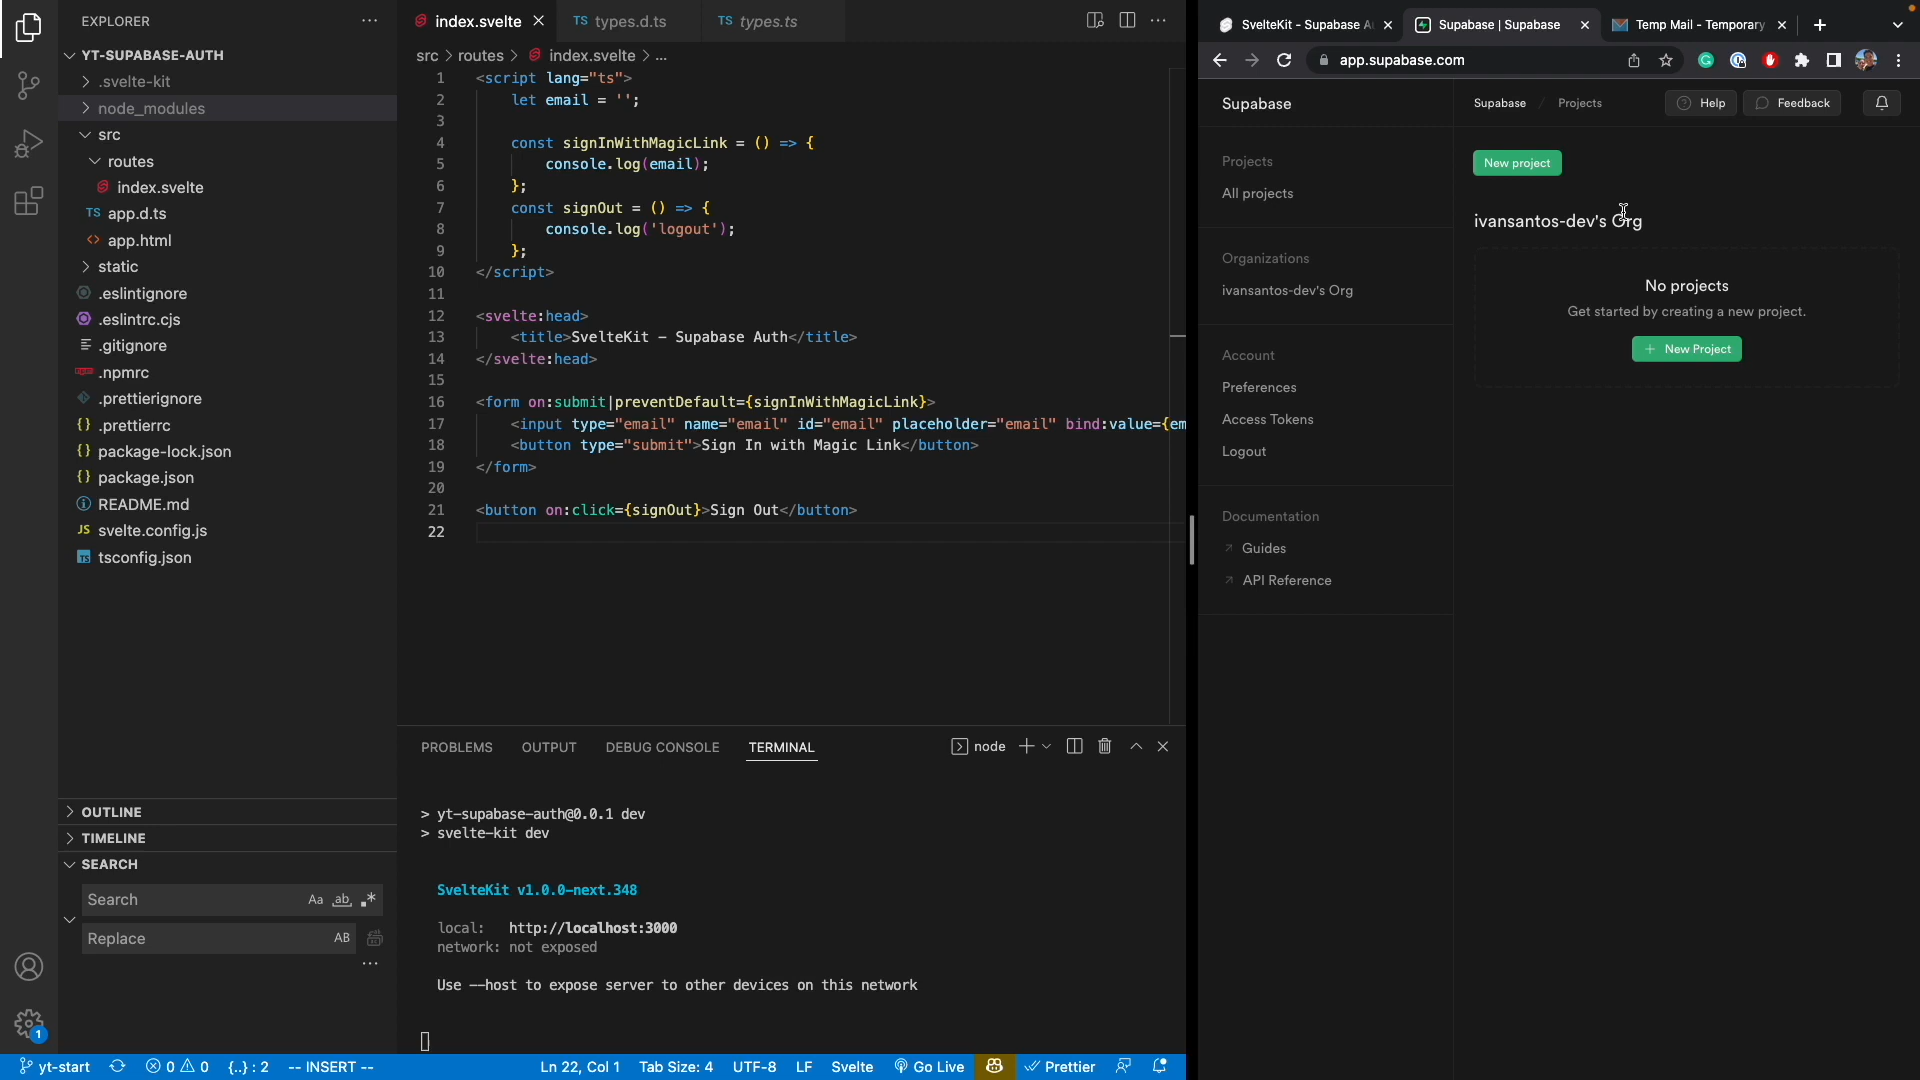 EXPLORER
YT-SUPABASE-AUTH
.svelte-kit
node_modules
src
routes
index.svelte
TS app.d.ts
<> app.html
static
.eslintignore
.eslintrc.cjs
.gitignore
.npmrc
.prettierignore
{} .prettierrc
{} package-lock.json
{} package.json
README.md
JS svelte.config.js
TS tsconfig.json
OUTLINE
TIMELINE
SEARCH
Search Aa ab .*
Replace AB
1
index.svelte
TS types.d.ts
TS types.ts
src > routes > index.svelte > ...
1 <script lang="ts">
2 let email = '';
3
4 const signInWithMagicLink = () => {
5 console.log(email);
6 };
7 const signOut = () => {
8 console.log('logout');
9 };
10 </script>
11
12 <svelte:head>
13 <title>SvelteKit - Supabase Auth</title>
14 </svelte:head>
15
16 <form on:submit|preventDefault={signInWithMagicLink}>
17 <input type="email" name="email" id="email" placeholder="email" bind:value={em
18 <button type="submit">Sign In with Magic Link</button>
19 </form>
20
21 <button on:click={signOut}>Sign Out</button>
22
PROBLEMS OUTPUT DEBUG CONSOLE TERMINAL
node
> yt-supabase-auth@0.0.1 dev
> svelte-kit dev
SvelteKit v1.0.0-next.348
local: http://localhost:3000
network: not exposed
Use --host to expose server to other devices on this network
yt-start 0 0 {..} : 2 -- INSERT -- Ln 22, Col 1 Tab Size: 4 UTF-8 LF Svelte Go Live Prettier
SvelteKit - Supabase Au
Supabase | Supabase
Temp Mail - Temporary
app.supabase.com
Supabase
Supabase / Projects
Help
Feedback
Projects
All projects
Organizations
ivansantos-dev's Org
Account
Preferences
Access Tokens
Logout
Documentation
Guides
API Reference
New project
ivansantos-dev's Org
No projects
Get started by creating a new project.
+ New Project